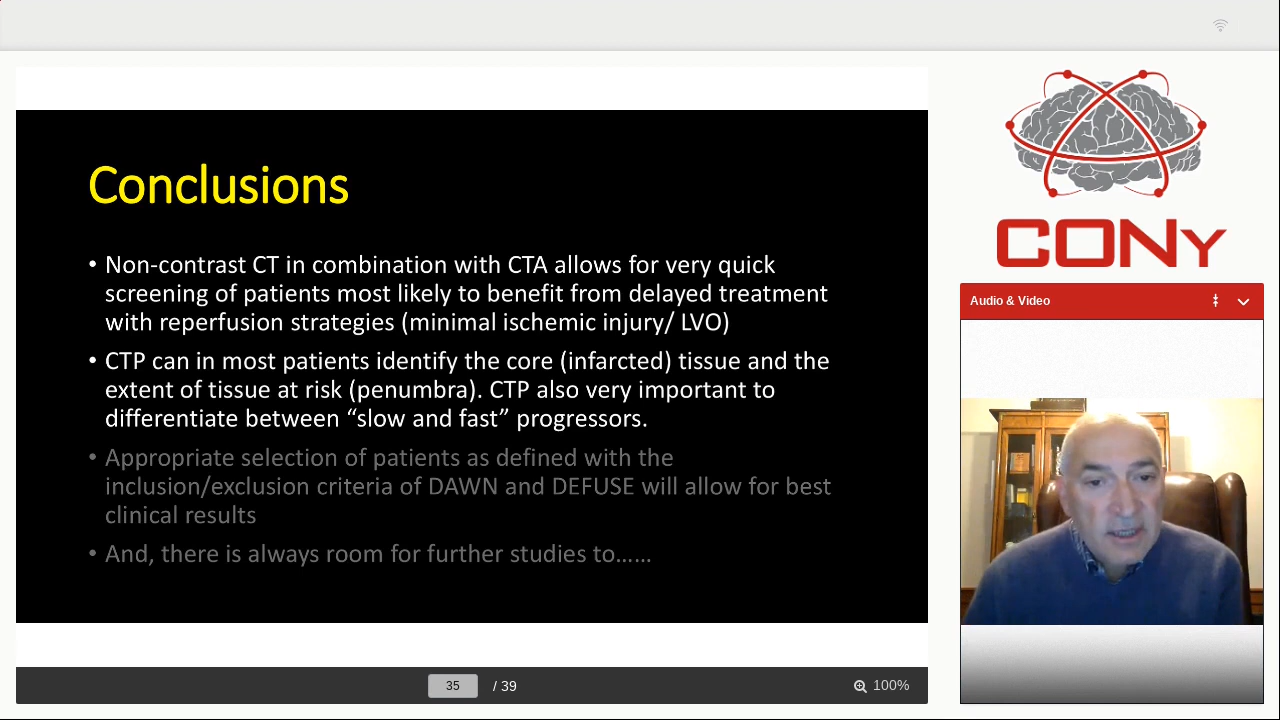 Conclusions
• Non-contrast CT in combination with CTA allows for very quick
screening of patients most likely to benefit from delayed treatment
with reperfusion strategies (minimal ischemic injury/ LVO)
• CTP can in most patients identify the core (infarcted) tissue and the
extent of tissue at risk (penumbra). CTP also very important to
differentiate between “slow and fast” progressors.
• Appropriate selection of patients as defined with the
inclusion/exclusion criteria of DAWN and DEFUSE will allow for best
clinical results
• And, there is always room for further studies to……
35 / 39
100%
CONy
Audio & Video